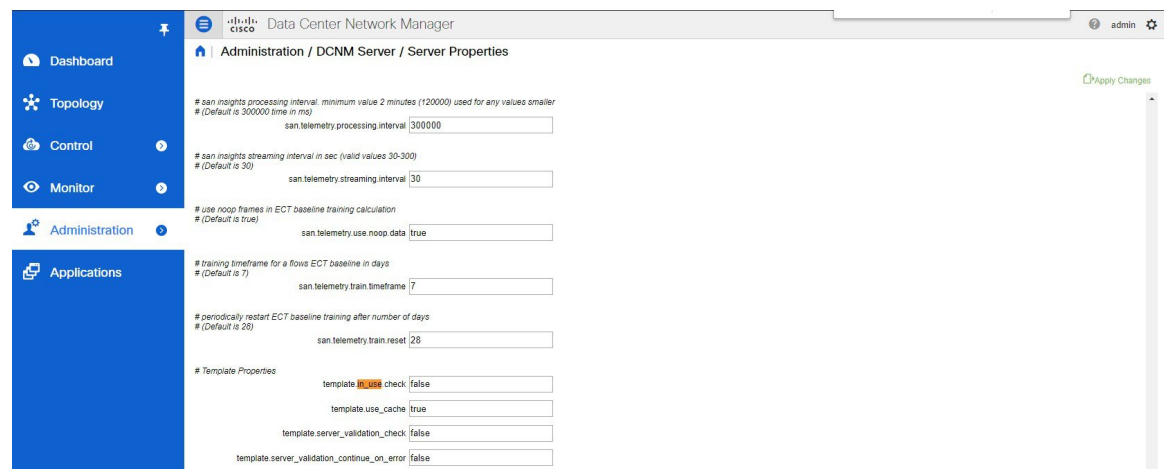 cisco Data Center Network Manager
admin
Administration / DCNM Server / Server Properties
Apply Changes
Dashboard
Topology
Control
Monitor
Administration
Applications
# san insights processing interval. minimum value 2 minutes (120000) used for any values smaller
# (Default is 300000 time in ms)
san.telemetry.processing.interval 300000
# san insights streaming interval in sec (valid values 30-300)
# (Default is 30)
san.telemetry.streaming.interval 30
# use noop frames in ECT baseline training calculation
# (Default is true)
san.telemetry.use.noop.data true
# training timeframe for a flows ECT baseline in days
# (Default is 7)
san.telemetry.train.timeframe 7
# periodically restart ECT baseline training after number of days
# (Default is 28)
san.telemetry.train.reset 28
# Template Properties
template.in_use.check false
template.use_cache true
template.server_validation_check false
template.server_validation_continue_on_error false